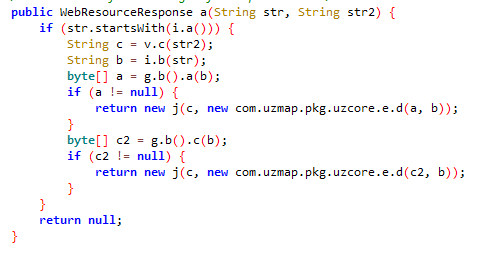 public WebResourceResponse a(String str, String str2) {
    if (str.startsWith(i.a())) {
        String c = v.c(str2);
        String b = i.b(str);
        byte[] a = g.b().a(b);
        if (a != null) {
            return new j(c, new com.uzmap.pkg.uzcore.e.d(a, b));
        }
        byte[] c2 = g.b().c(b);
        if (c2 != null) {
            return new j(c, new com.uzmap.pkg.uzcore.e.d(c2, b));
        }
    }
    return null;
}